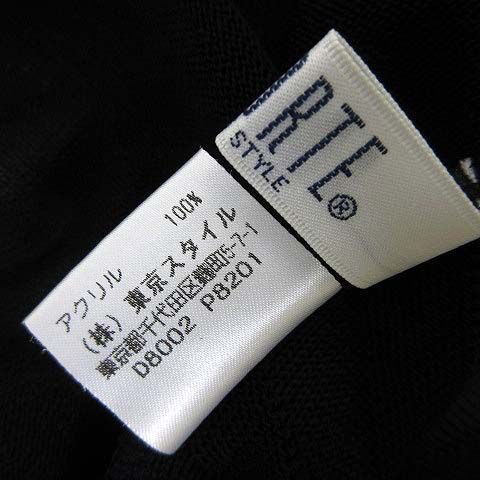 RTE®
STYLE
アクリル 100%
(株) 東京スタイル
東京都千代田区麹町5-7-1
D8002 P8201